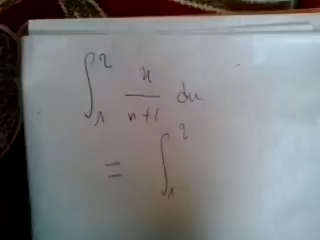 ∫₁² x/(x+1) dx
= ∫₁²